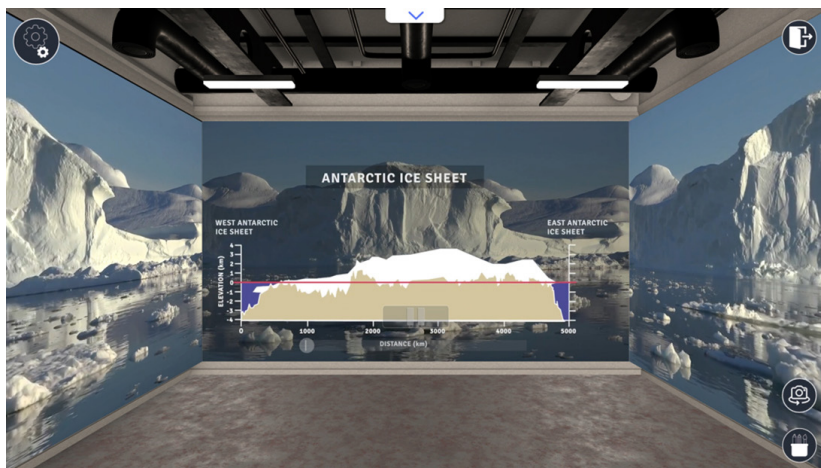 ANTARCTIC ICE SHEET
WEST ANTARCTIC
ICE SHEET
EAST ANTARCTIC
ICE SHEET
ELEVATION (km)
4
3
2
1
0
-1
-2
-3
-4
0 1000 2000 3000 4000 5000
DISTANCE (km)